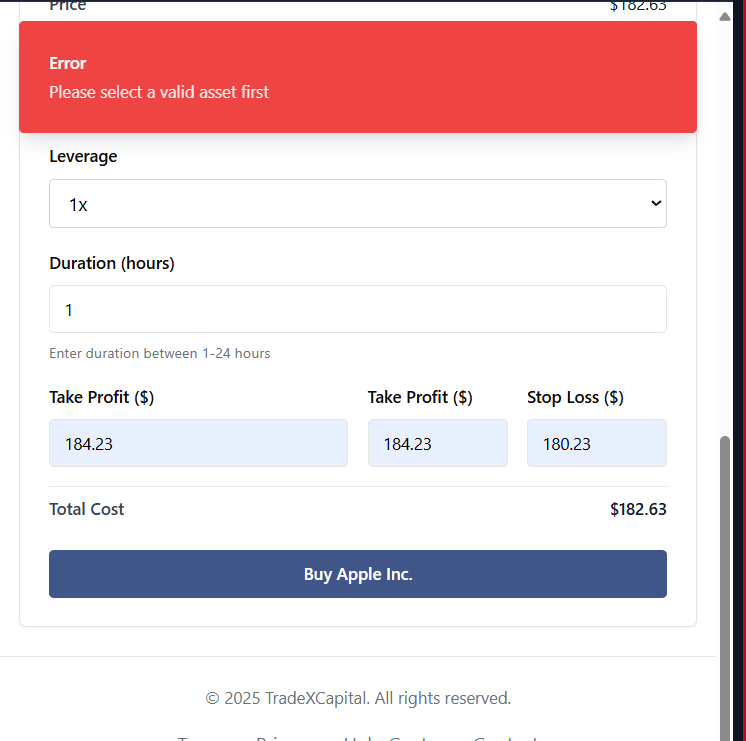 Price $182.63
Error
Please select a valid asset first
Leverage
1x
Duration (hours)
1
Enter duration between 1-24 hours
Take Profit ($) Take Profit ($) Stop Loss ($)
184.23 184.23 180.23
Total Cost $182.63
Buy Apple Inc.
© 2025 TradeXCapital. All rights reserved.